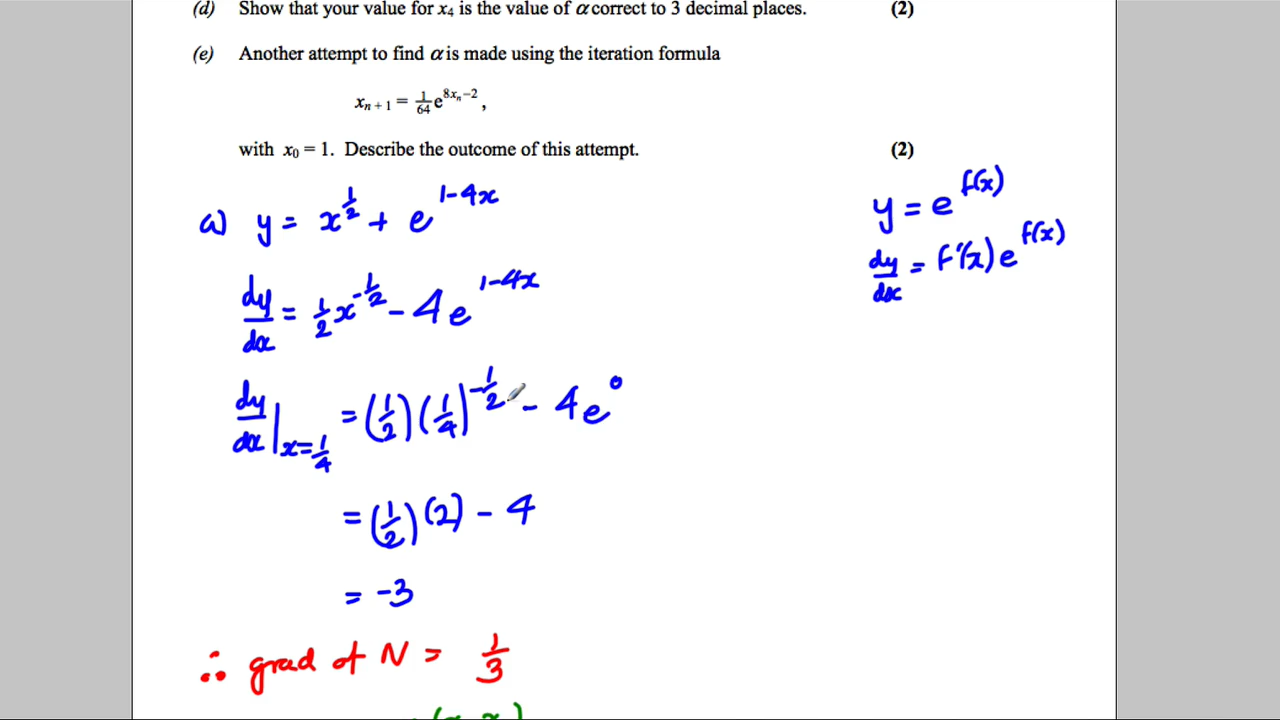 (d) Show that your value for x₄ is the value of α correct to 3 decimal places. (2)
(e) Another attempt to find α is made using the iteration formula
xₙ₊₁ = 1/64 e^(8xₙ−2),
with x₀ = 1. Describe the outcome of this attempt. (2)
a) y = x^(1/2) + e^(1−4x)
dy/dx = 1/2 x^(−1/2) − 4e^(1−4x)
dy/dx |x=1/4 = (1/2)(1/4)^(−1/2) − 4e^0
= (1/2)(2) − 4
= −3
∴ grad of N = 1/3
y = e^(f(x))
dy/dx = f'(x)e^(f(x))